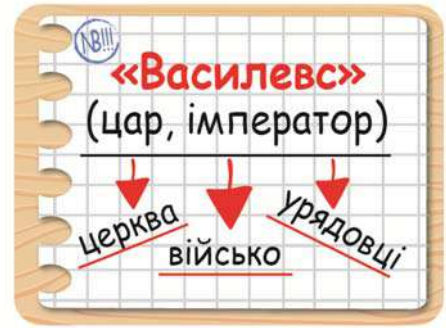 NB!!!
«Василевс»
(цар, імператор)
церква
військо
урядовці